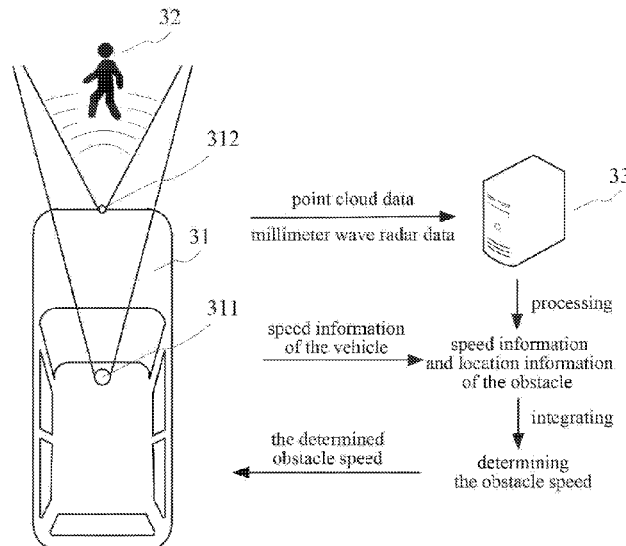 32
312
31
311
point cloud data
millimeter wave radar data
33
processing
speed information
of the vehicle
speed information
and location information
of the obstacle
integrating
the determined
obstacle speed
determining
the obstacle speed